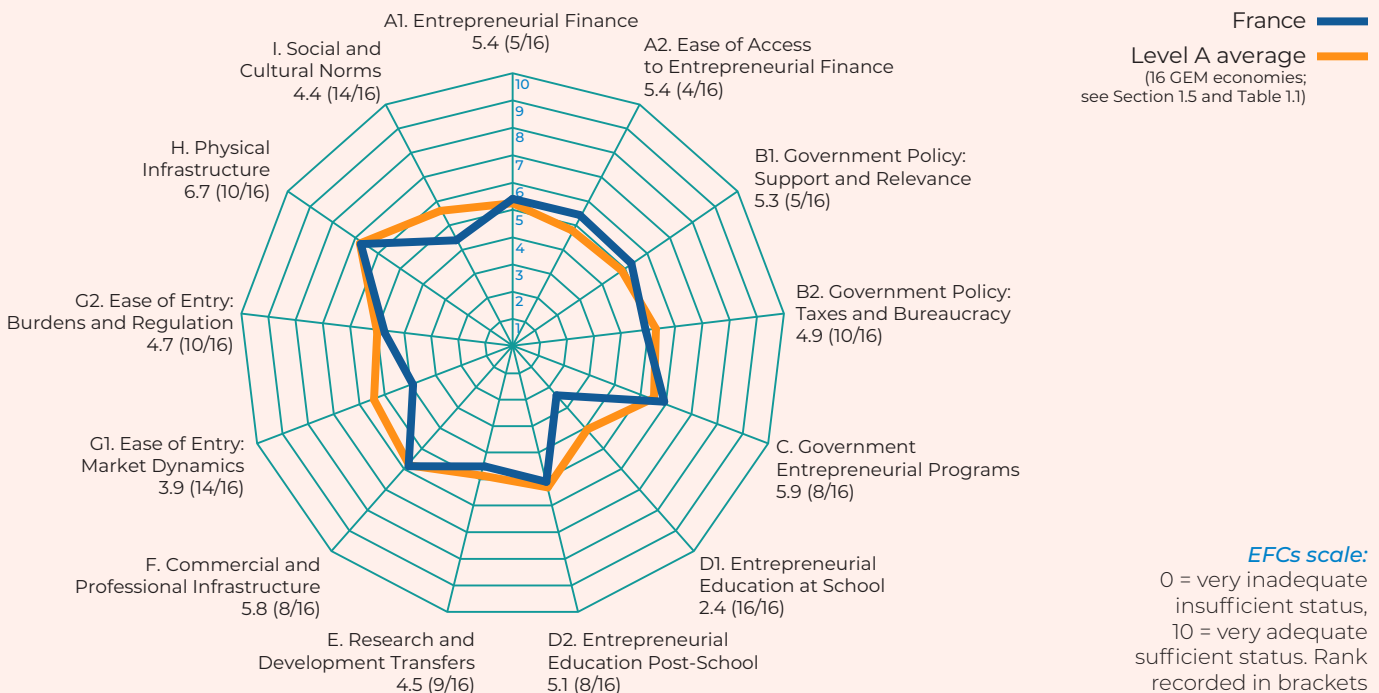 A1. Entrepreneurial Finance
5.4 (5/16)
A2. Ease of Access
to Entrepreneurial Finance
5.4 (4/16)
B1. Government Policy:
Support and Relevance
5.3 (5/16)
B2. Government Policy:
Taxes and Bureaucracy
4.9 (10/16)
C. Government
Entrepreneurial Programs
5.9 (8/16)
D1. Entrepreneurial
Education at School
2.4 (16/16)
D2. Entrepreneurial
Education Post-School
5.1 (8/16)
E. Research and
Development Transfers
4.5 (9/16)
F. Commercial and
Professional Infrastructure
5.8 (8/16)
G1. Ease of Entry:
Market Dynamics
3.9 (14/16)
G2. Ease of Entry:
Burdens and Regulation
4.7 (10/16)
H. Physical
Infrastructure
6.7 (10/16)
I. Social and
Cultural Norms
4.4 (14/16)
10
9
8
7
6
5
4
3
2
1
France
Level A average
(16 GEM economies;
see Section 1.5 and Table 1.1)
EFCs scale:
0 = very inadequate
insufficient status,
10 = very adequate
sufficient status. Rank
recorded in brackets